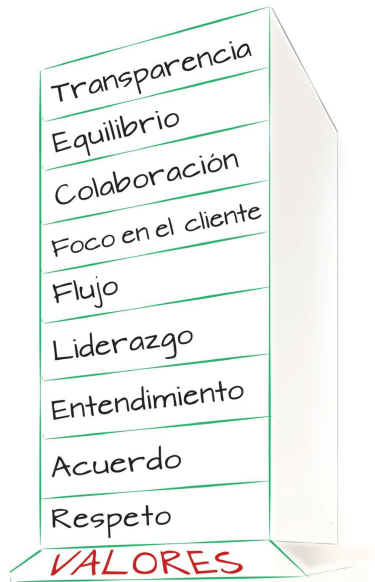 Transparencia
Equilibrio
Colaboración
Foco en el cliente
Flujo
Liderazgo
Entendimiento
Acuerdo
Respeto
VALORES